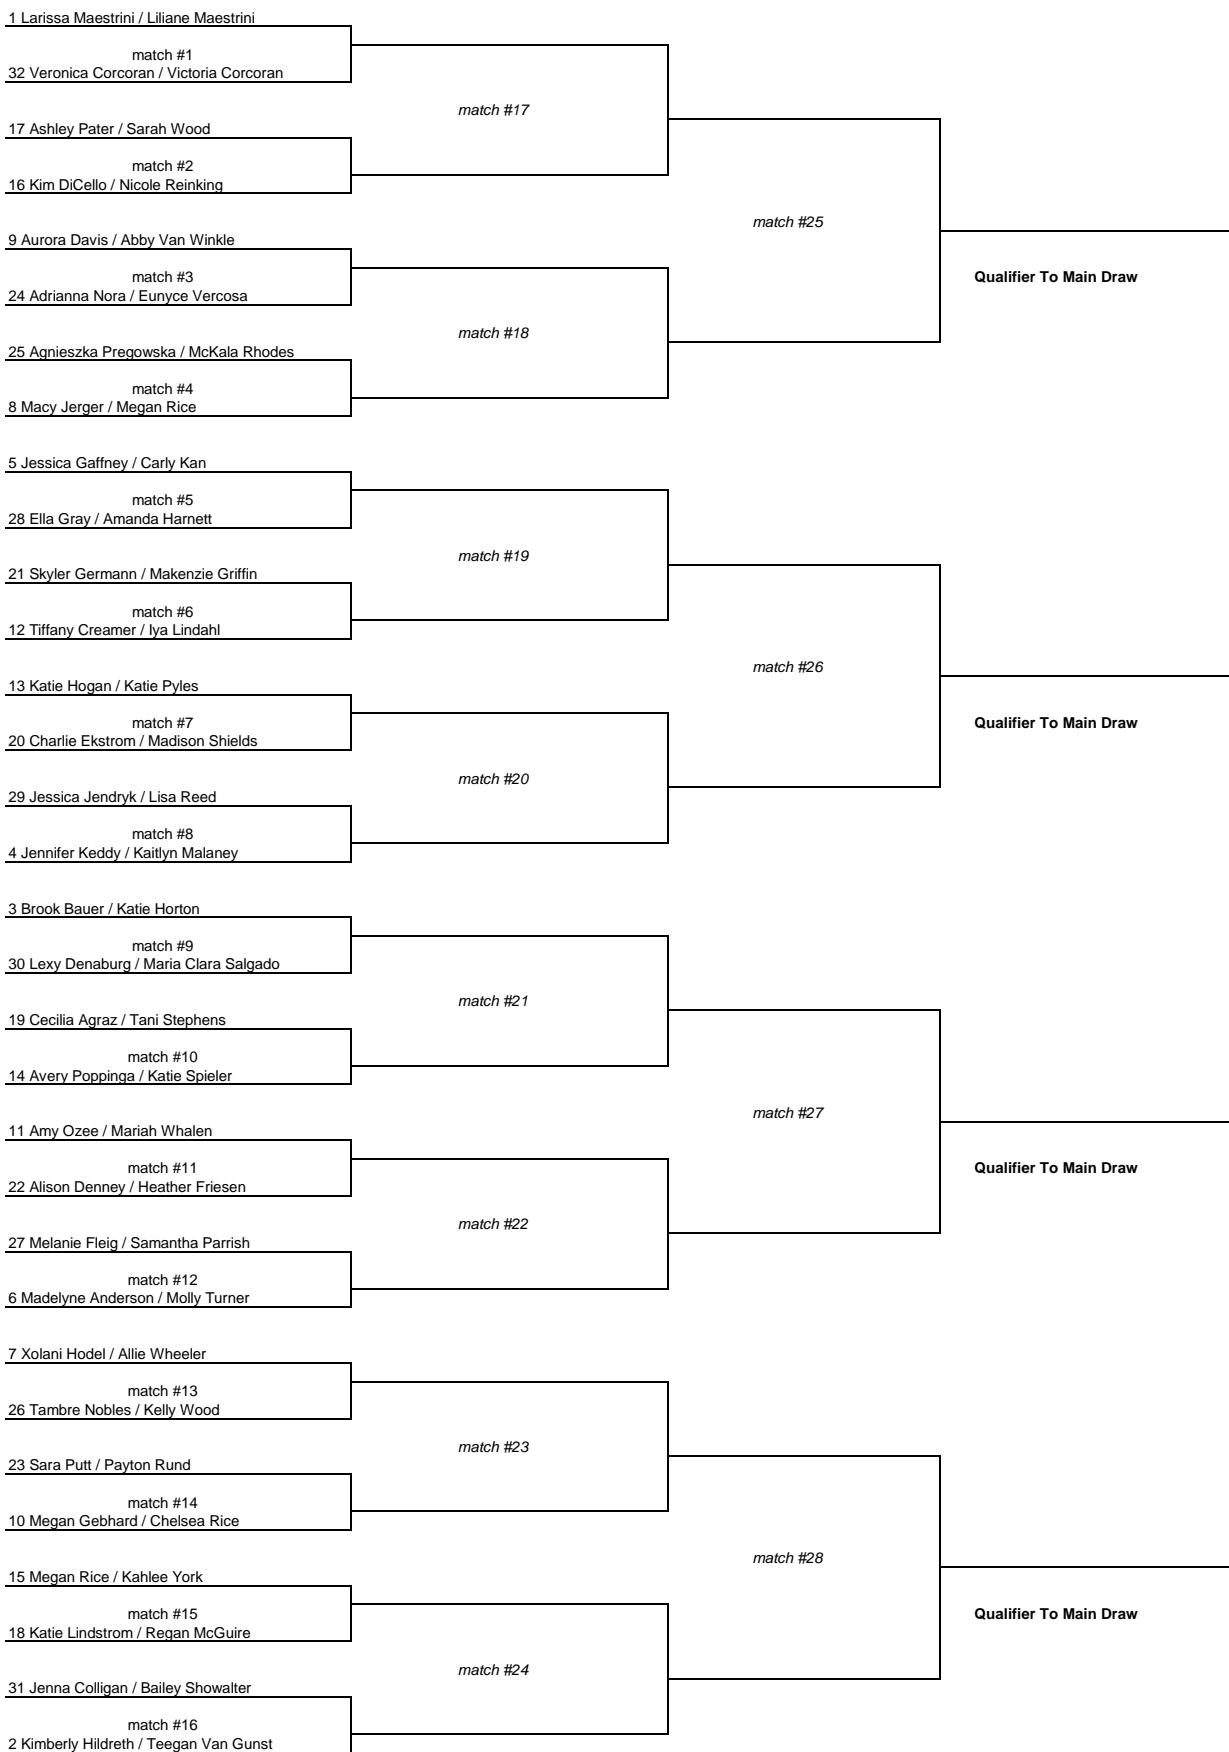 1 Larissa Maestrini / Liliane Maestrini
match #1
32 Veronica Corcoran / Victoria Corcoran
match #17
17 Ashley Pater / Sarah Wood
match #2
16 Kim DiCello / Nicole Reinking
match #25
9 Aurora Davis / Abby Van Winkle
match #3
Qualifier To Main Draw
24 Adrianna Nora / Eunyce Vercosa
match #18
25 Agnieszka Pregowska / McKala Rhodes
match #4
8 Macy Jerger / Megan Rice
5 Jessica Gaffney / Carly Kan
match #5
28 Ella Gray / Amanda Harnett
match #19
21 Skyler Germann / Makenzie Griffin
match #6
12 Tiffany Creamer / Iya Lindahl
match #26
13 Katie Hogan / Katie Pyles
match #7
Qualifier To Main Draw
20 Charlie Ekstrom / Madison Shields
match #20
29 Jessica Jendryk / Lisa Reed
match #8
4 Jennifer Keddy / Kaitlyn Malaney
3 Brook Bauer / Katie Horton
match #9
30 Lexy Denaburg / Maria Clara Salgado
match #21
19 Cecilia Agraz / Tani Stephens
match #10
14 Avery Poppinga / Katie Spieler
match #27
11 Amy Ozee / Mariah Whalen
match #11
Qualifier To Main Draw
22 Alison Denney / Heather Friesen
match #22
27 Melanie Fleig / Samantha Parrish
match #12
6 Madelyne Anderson / Molly Turner
7 Xolani Hodel / Allie Wheeler
match #13
26 Tambre Nobles / Kelly Wood
match #23
23 Sara Putt / Payton Rund
match #14
10 Megan Gebhard / Chelsea Rice
match #28
15 Megan Rice / Kahlee York
match #15
Qualifier To Main Draw
18 Katie Lindstrom / Regan McGuire
match #24
31 Jenna Colligan / Bailey Showalter
match #16
2 Kimberly Hildreth / Teegan Van Gunst